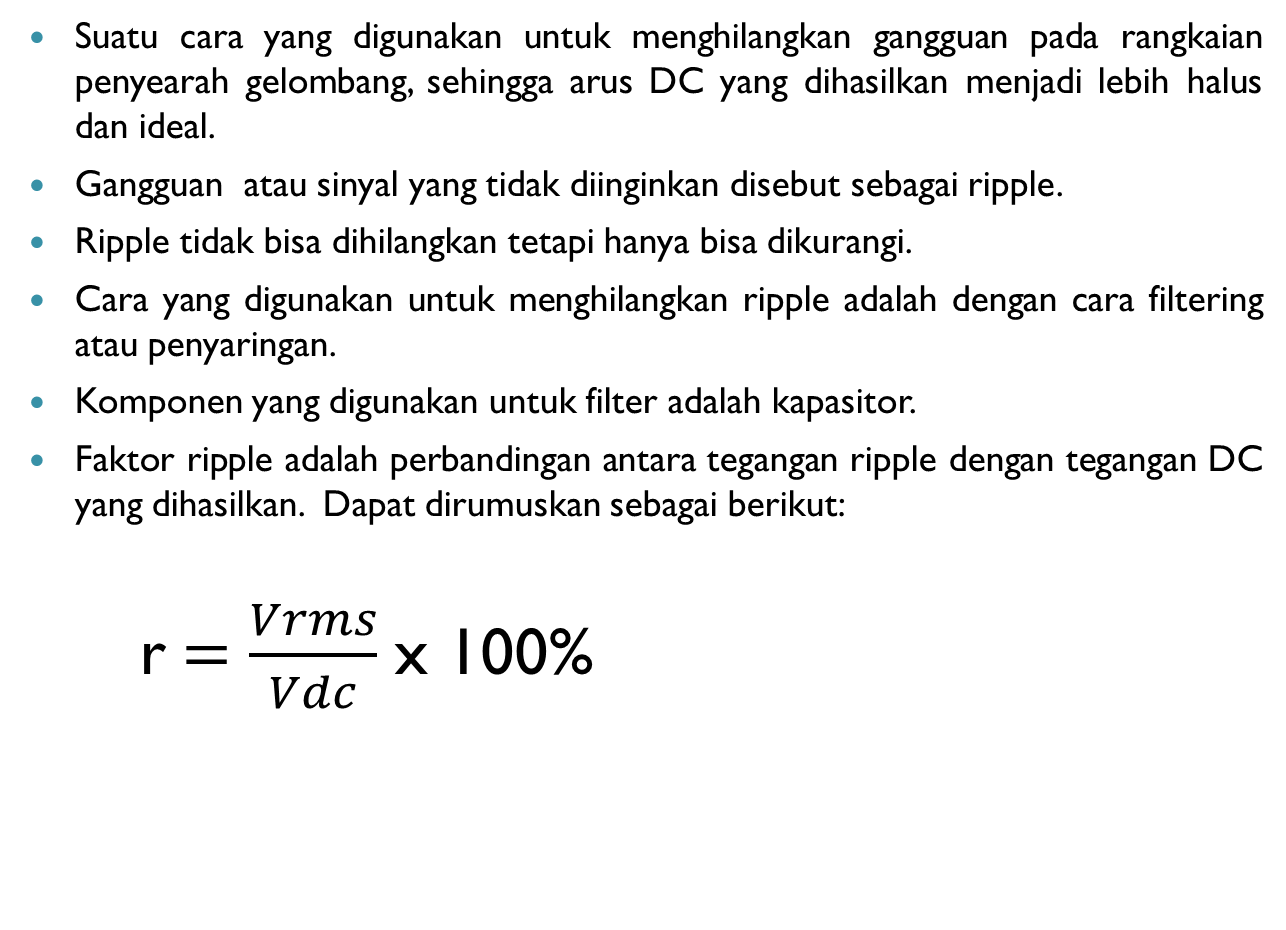 • Suatu cara yang digunakan untuk menghilangkan gangguan pada rangkaian
penyearah gelombang, sehingga arus DC yang dihasilkan menjadi lebih halus
dan ideal.
• Gangguan atau sinyal yang tidak diinginkan disebut sebagai ripple.
• Ripple tidak bisa dihilangkan tetapi hanya bisa dikurangi.
• Cara yang digunakan untuk menghilangkan ripple adalah dengan cara filtering
atau penyaringan.
• Komponen yang digunakan untuk filter adalah kapasitor.
• Faktor ripple adalah perbandingan antara tegangan ripple dengan tegangan DC
yang dihasilkan. Dapat dirumuskan sebagai berikut:
r = Vrms/Vdc x 100%